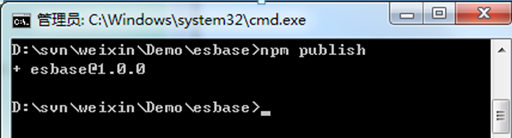 管理员: C:\Windows\system32\cmd.exe
D:\svn\weixin\Demo\esbase>npm publish
+ esbase@1.0.0
D:\svn\weixin\Demo\esbase>